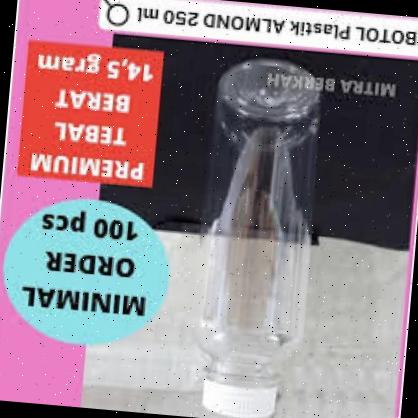 BOTOL Plastik ALMOND 250 ml
MITRA BERKAH
PREMIUM
TEBAL
BERAT
14,5 gram
MINIMAL
ORDER
100 pcs